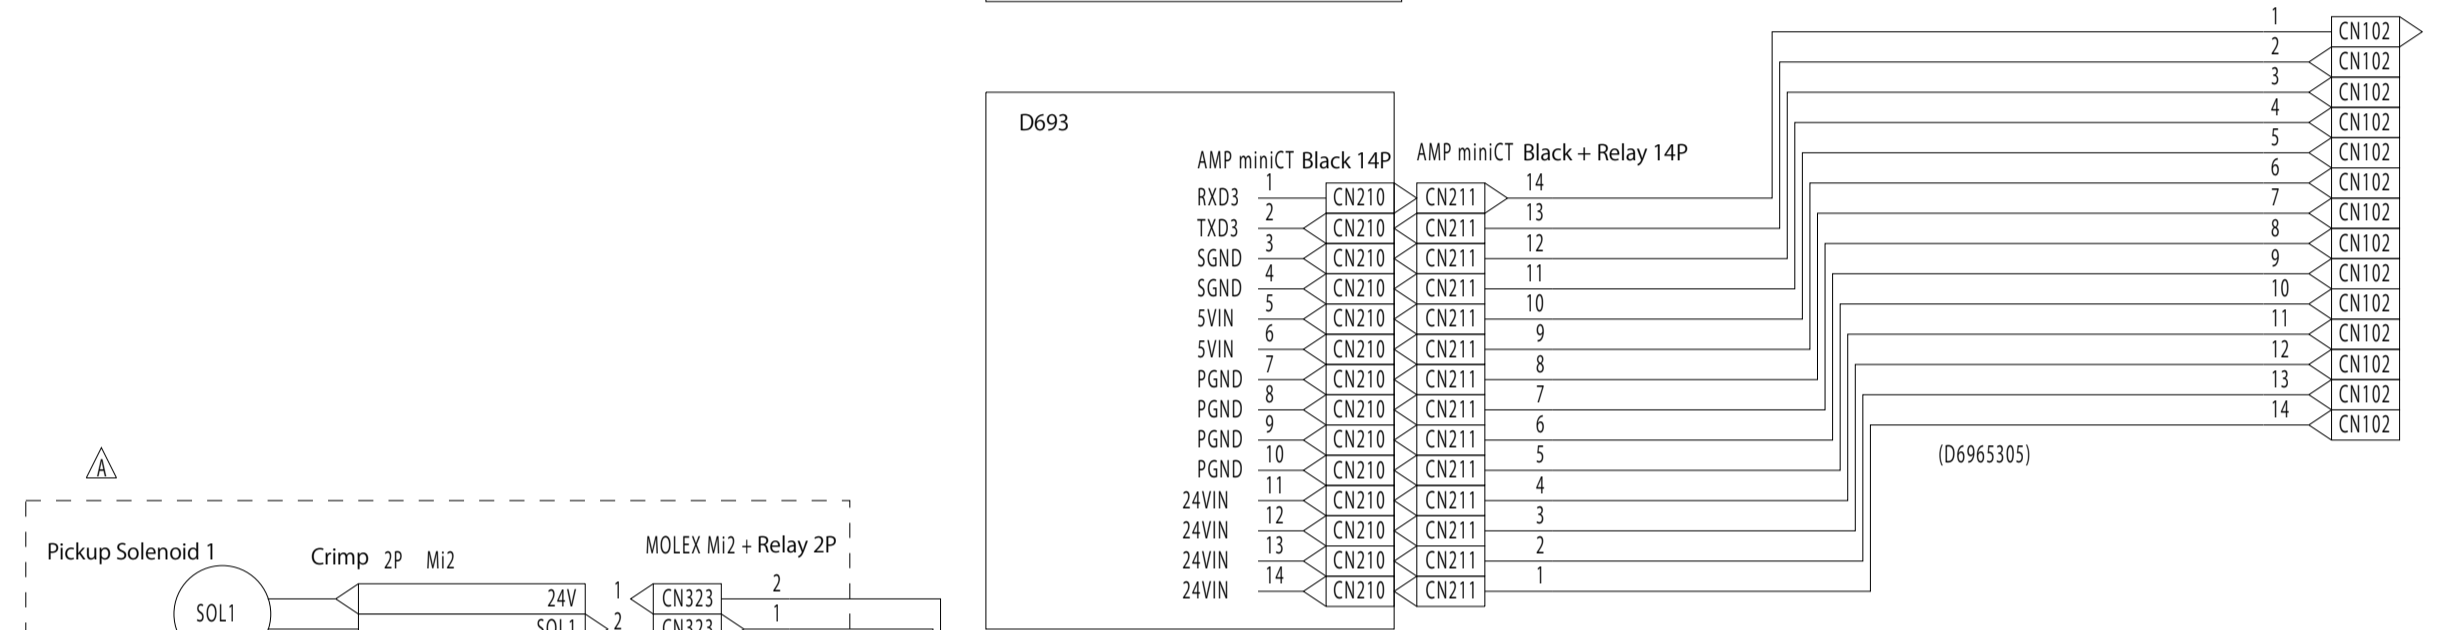 1 CN102
2 CN102
3 CN102
4 CN102
5 CN102
6 CN102
7 CN102
8 CN102
9 CN102
10 CN102
11 CN102
12 CN102
13 CN102
14 CN102
(D6965305)
D693
AMP miniCT Black 14P AMP miniCT Black + Relay 14P
RXD3 1 CN210 CN211 14
TXD3 2 CN210 CN211 13
SGND 3 CN210 CN211 12
SGND 4 CN210 CN211 11
5VIN 5 CN210 CN211 10
5VIN 6 CN210 CN211 9
PGND 7 CN210 CN211 8
PGND 8 CN210 CN211 7
PGND 9 CN210 CN211 6
PGND 10 CN210 CN211 5
24VIN 11 CN210 CN211 4
24VIN 12 CN210 CN211 3
24VIN 13 CN210 CN211 2
24VIN 14 CN210 CN211 1
A
Pickup Solenoid 1 Crimp 2P Mi2 MOLEX Mi2 + Relay 2P
24V 1 CN323 2
SOL1
SOL1 2 CN323 1